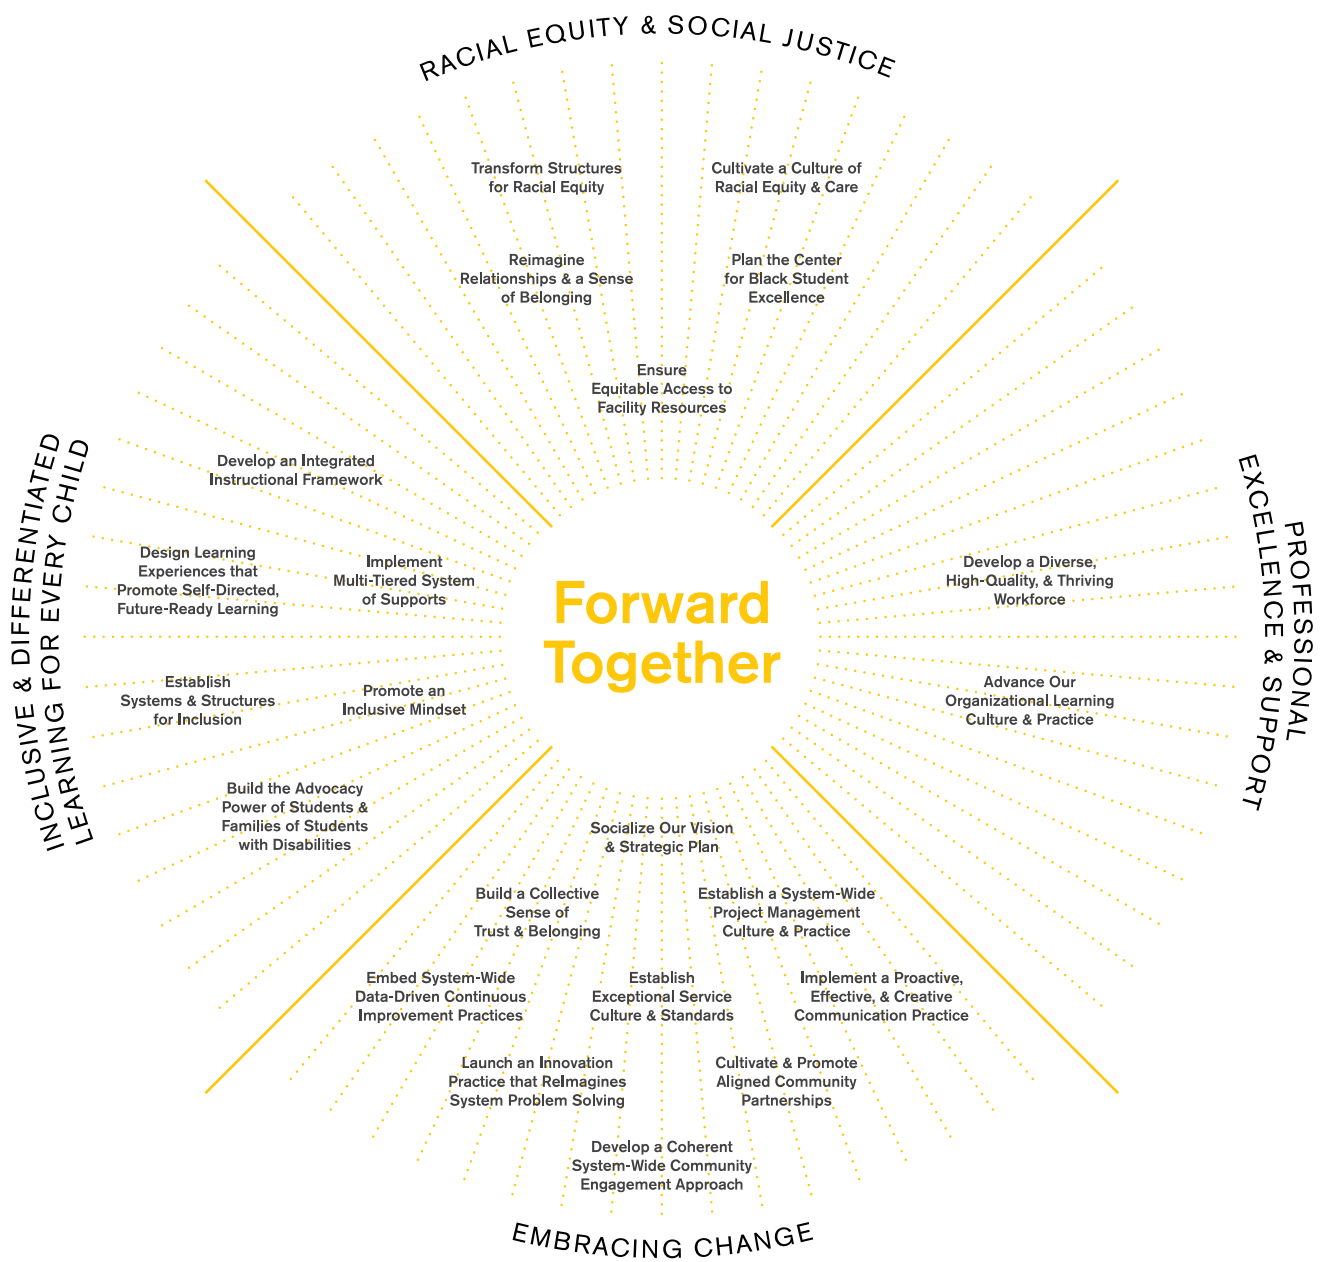 RACIAL EQUITY & SOCIAL JUSTICE
Transform Structures
for Racial Equity
Cultivate a Culture of
Racial Equity & Care
Reimagine
Relationships & a Sense
of Belonging
Plan the Center
for Black Student
Excellence
Ensure
Equitable Access to
Facility Resources
INCLUSIVE & DIFFERENTIATED
LEARNING FOR EVERY CHILD
Develop an Integrated
Instructional Framework
Design Learning
Experiences that
Promote Self-Directed,
Future-Ready Learning
Implement
Multi-Tiered System
of Supports
Establish
Systems & Structures
for Inclusion
Promote an
Inclusive Mindset
Build the Advocacy
Power of Students &
Families of Students
with Disabilities
Forward
Together
PROFESSIONAL
EXCELLENCE & SUPPORT
Develop a Diverse,
High-Quality, & Thriving
Workforce
Advance Our
Organizational Learning
Culture & Practice
Socialize Our Vision
& Strategic Plan
Build a Collective
Sense of
Trust & Belonging
Establish a System-Wide
Project Management
Culture & Practice
Embed System-Wide
Data-Driven Continuous
Improvement Practices
Establish
Exceptional Service
Culture & Standards
Implement a Proactive,
Effective, & Creative
Communication Practice
Launch an Innovation
Practice that ReImagines
System Problem Solving
Cultivate & Promote
Aligned Community
Partnerships
Develop a Coherent
System-Wide Community
Engagement Approach
EMBRACING CHANGE